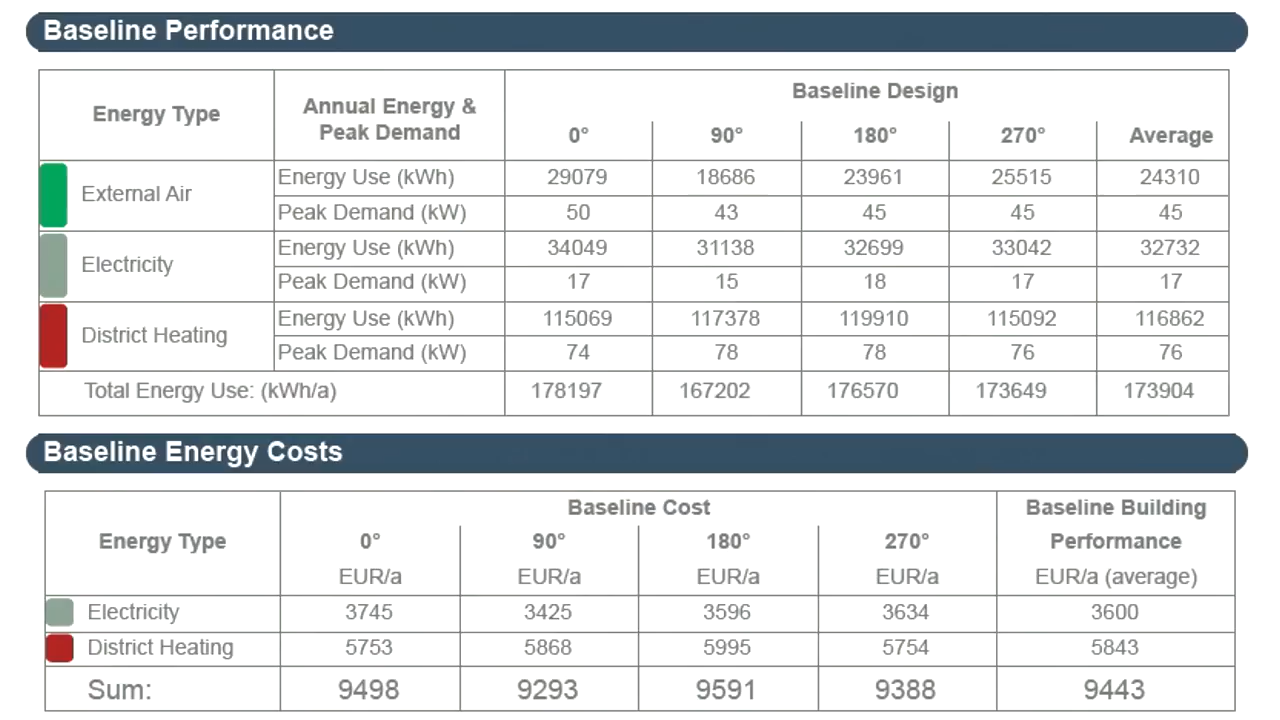 Baseline Performance
Energy Type Annual Energy & Peak Demand Baseline Design
0° 90° 180° 270° Average
External Air Energy Use (kWh) 29079 18686 23961 25515 24310
Peak Demand (kW) 50 43 45 45 45
Electricity Energy Use (kWh) 34049 31138 32699 33042 32732
Peak Demand (kW) 17 15 18 17 17
District Heating Energy Use (kWh) 115069 117378 119910 115092 116862
Peak Demand (kW) 74 78 78 76 76
Total Energy Use: (kWh/a) 178197 167202 176570 173649 173904
Baseline Energy Costs
Baseline Cost Baseline Building
Energy Type 0° 90° 180° 270° Performance
EUR/a EUR/a EUR/a EUR/a EUR/a (average)
Electricity 3745 3425 3596 3634 3600
District Heating 5753 5868 5995 5754 5843
Sum: 9498 9293 9591 9388 9443